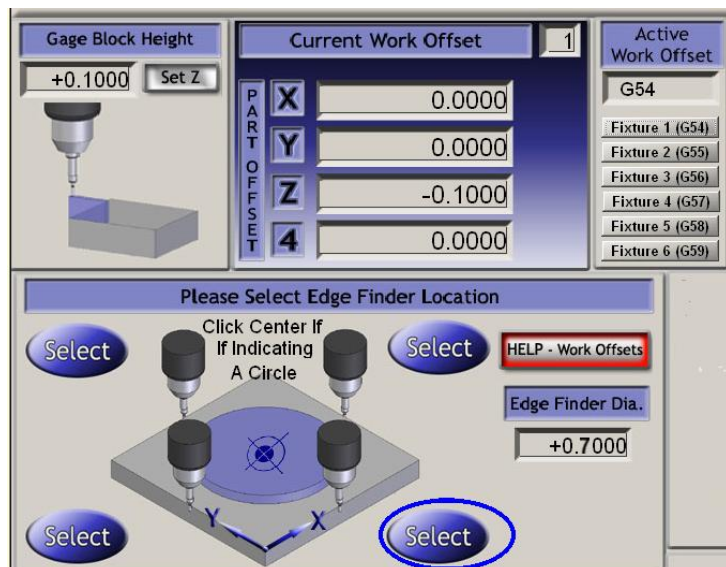 Gage Block Height
+0.1000
Set Z
Current Work Offset
1
PART OFFSET
X
0.0000
Y
0.0000
Z
-0.1000
4
0.0000
Active
Work Offset
G54
Fixture 1 (G54)
Fixture 2 (G55)
Fixture 3 (G56)
Fixture 4 (G57)
Fixture 5 (G58)
Fixture 6 (G59)
Please Select Edge Finder Location
Select
Click Center If
If Indicating
A Circle
Select
HELP - Work Offsets
Edge Finder Dia.
+0.7000
Select
Y
X
Select